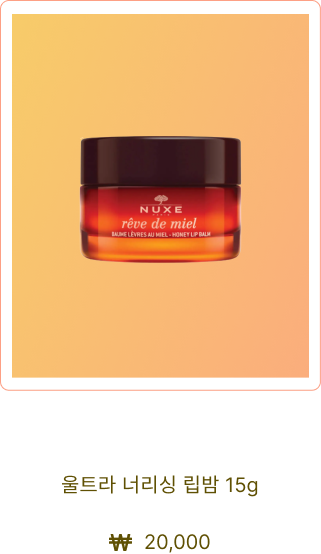 NUXE
rêve de miel
BAUME LÈVRES AU MIEL - HONEY LIP BALM
울트라 너리싱 립밤 15g
₩ 20,000